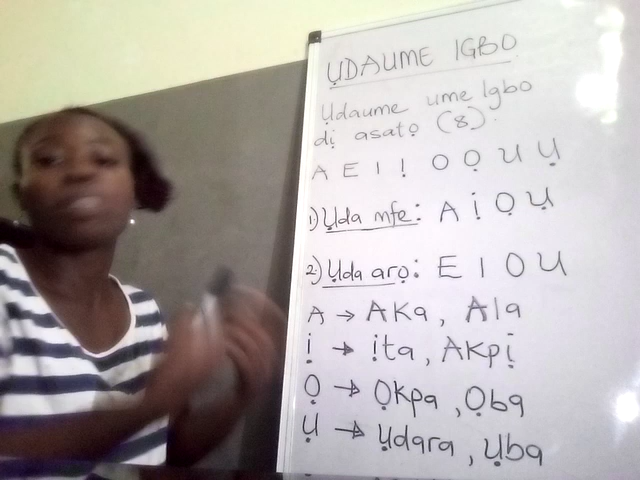 ỤDAUME IGBO
Ụdaume ume Igbo
dị asatọ (8).
A E I Ị O Ọ U Ụ
1) Ụda mfe: A Ị Ọ Ụ
2) Ụda arọ: E I O U
A → AKa, Ala
Ị → Ịta, AKpị
Ọ → Ọkpa, Ọba
Ụ → Ụdara, Ụba